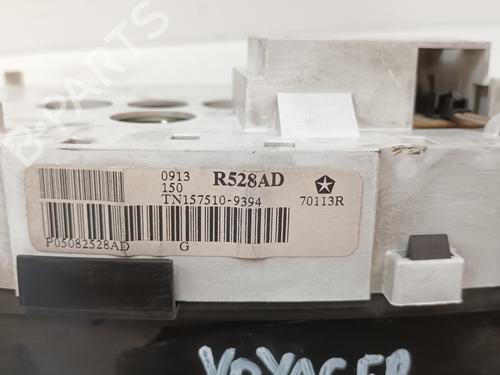 B-PARTS
0913
150
R528AD
TN157510-9394
70113R
P05082528AD
G
VOYAGER